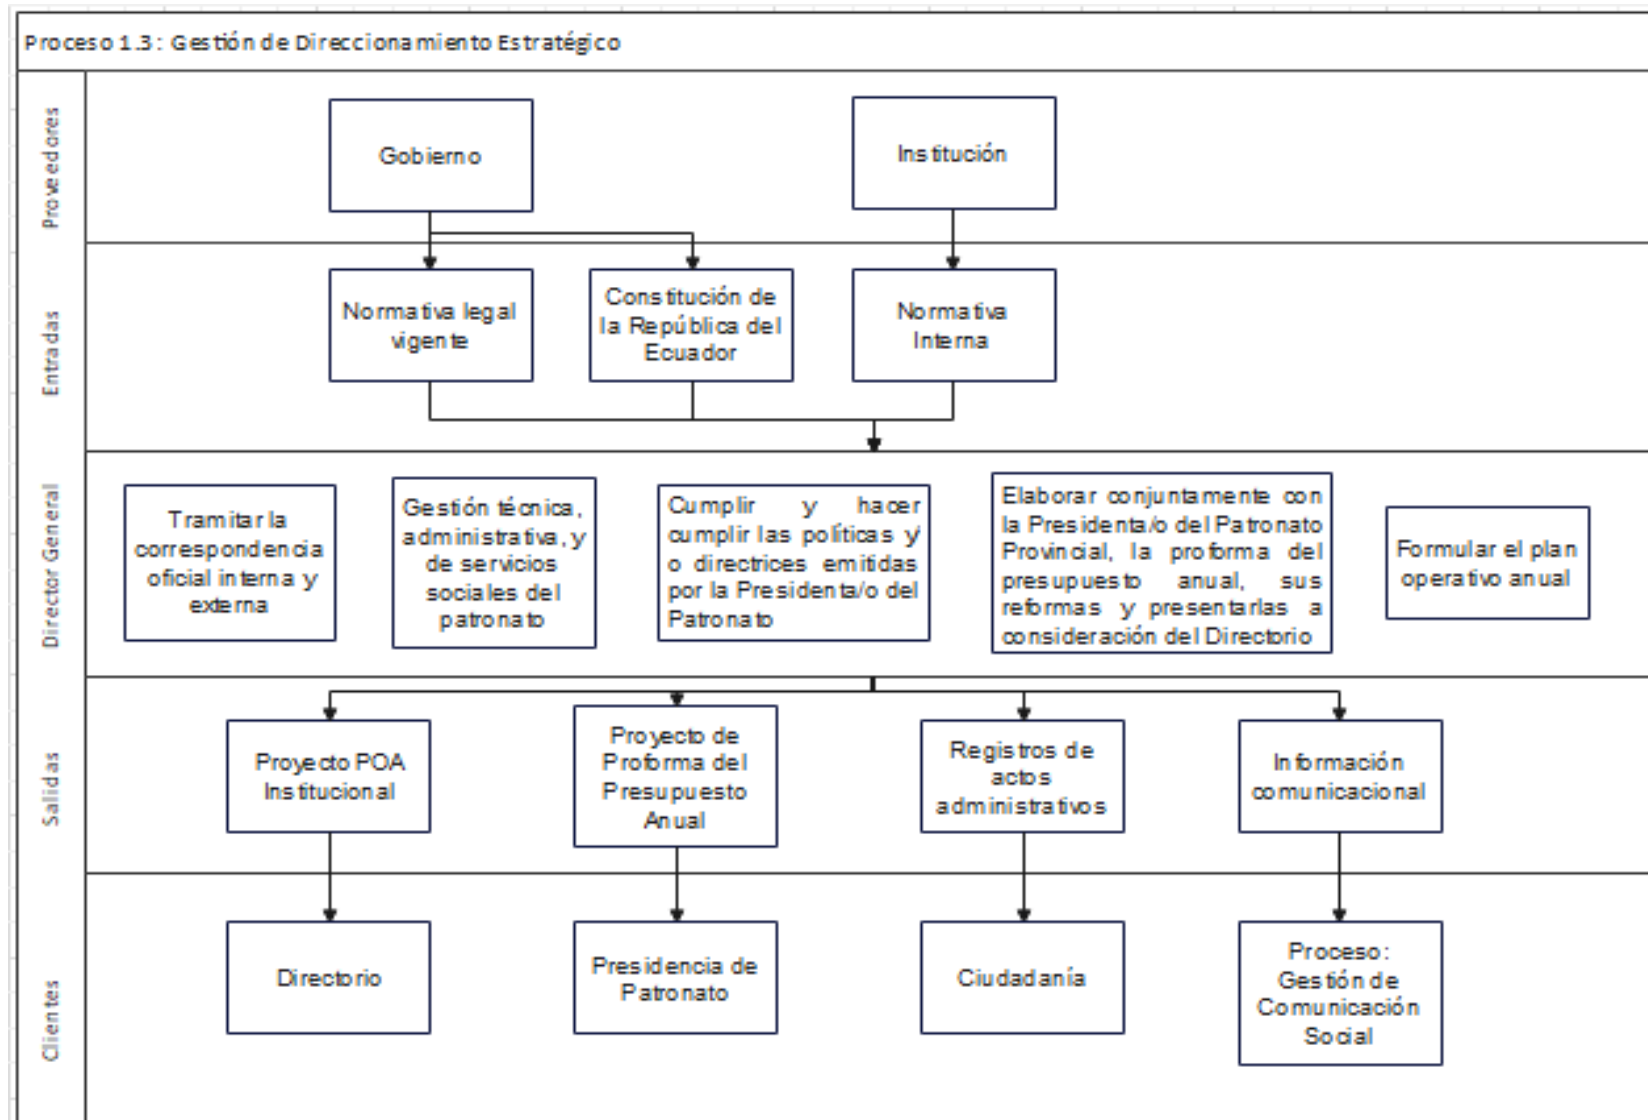 Proceso 1.3: Gestión de Direccionamiento Estratégico
Proveedores
Gobierno
Institución
Entradas
Normativa legal
vigente
Constitución de
la República del
Ecuador
Normativa
Interna
Director General
Tramitar la
correspondencia
oficial interna y
externa
Gestión técnica,
administrativa, y
de servicios
sociales del
patronato
Cumplir y hacer
cumplir las políticas y/
o directrices emitidas
por la Presidenta/o del
Patronato
Elaborar conjuntamente con
la Presidenta/o del Patronato
Provincial, la proforma del
presupuesto anual, sus
reformas y presentarlas a
consideración del Directorio
Formular el plan
operativo anual
Salidas
Proyecto POA
Institucional
Proyecto de
Proforma del
Presupuesto
Anual
Registros de
actos
administrativos
Información
comunicacional
Clientes
Directorio
Presidencia de
Patronato
Ciudadanía
Proceso:
Gestión de
Comunicación
Social